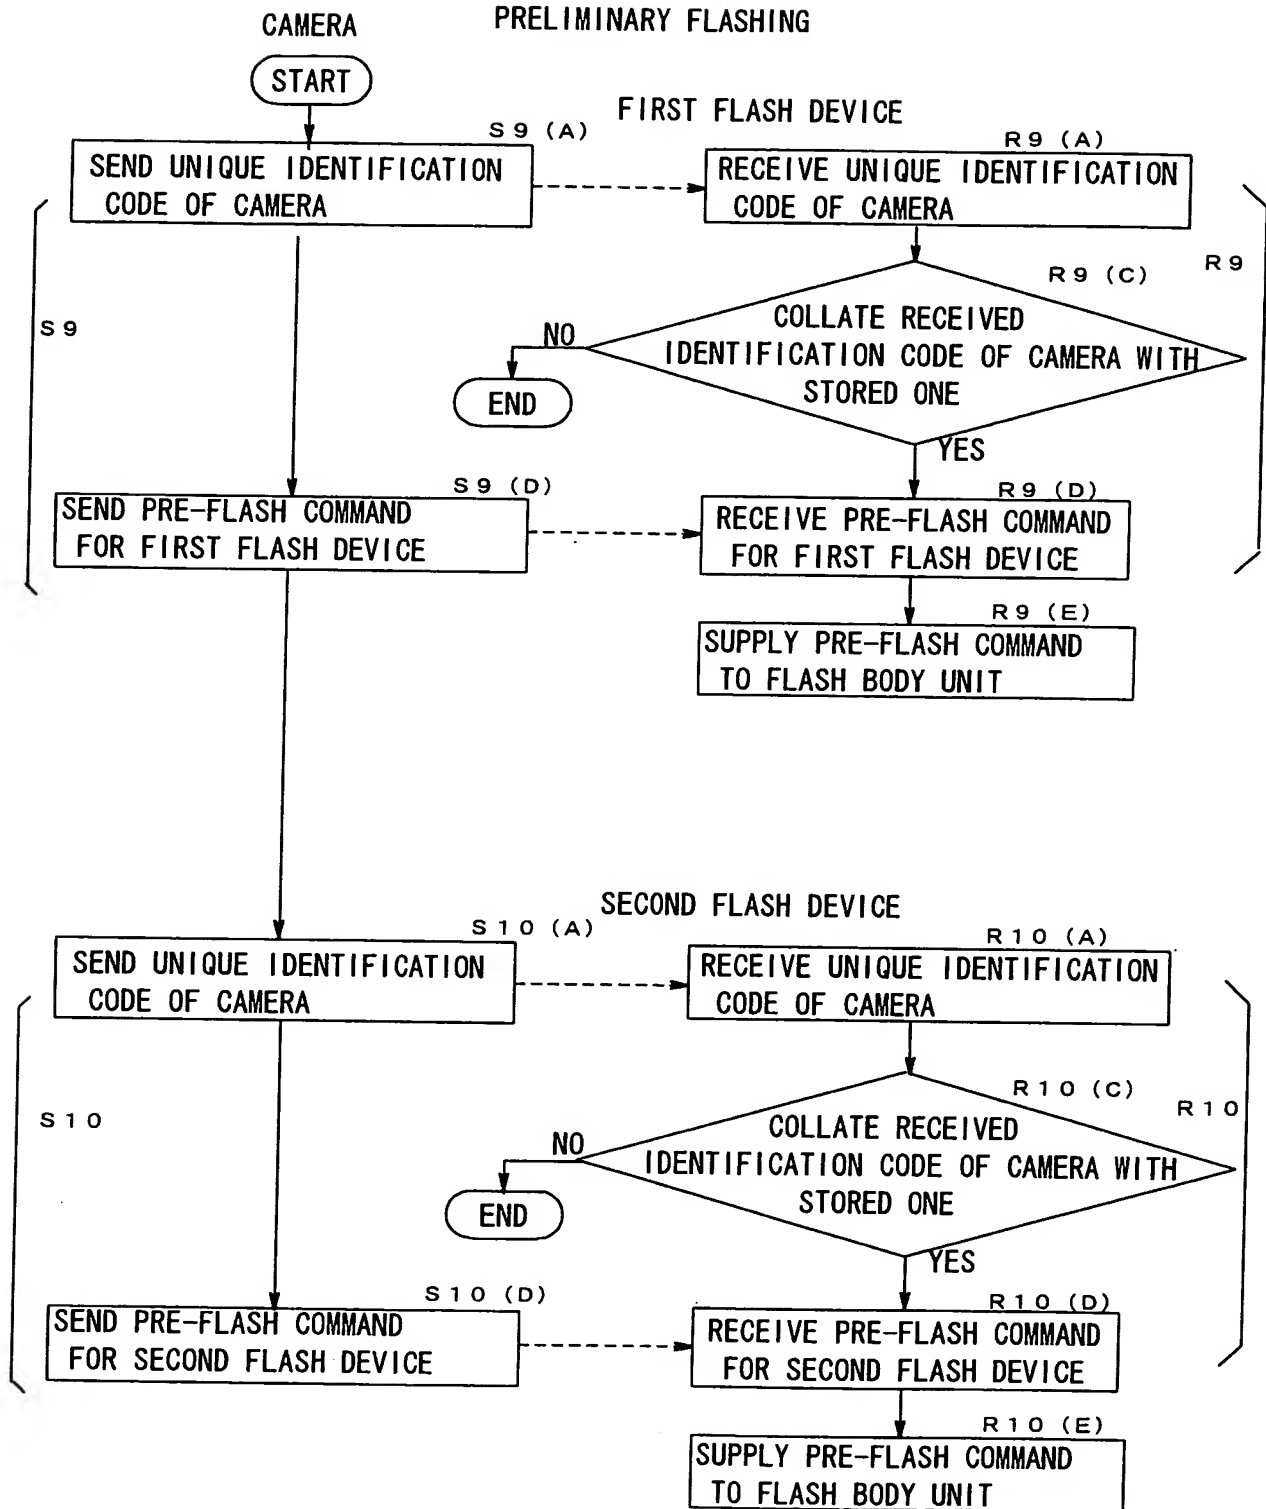 PRELIMINARY FLASHING
CAMERA
START
FIRST FLASH DEVICE
S9 (A)
SEND UNIQUE IDENTIFICATION
CODE OF CAMERA
R9 (A)
RECEIVE UNIQUE IDENTIFICATION
CODE OF CAMERA
S9
R9
R9 (C)
COLLATE RECEIVED
IDENTIFICATION CODE OF CAMERA WITH
STORED ONE
NO
END
YES
S9 (D)
SEND PRE-FLASH COMMAND
FOR FIRST FLASH DEVICE
R9 (D)
RECEIVE PRE-FLASH COMMAND
FOR FIRST FLASH DEVICE
R9 (E)
SUPPLY PRE-FLASH COMMAND
TO FLASH BODY UNIT
SECOND FLASH DEVICE
S10 (A)
SEND UNIQUE IDENTIFICATION
CODE OF CAMERA
R10 (A)
RECEIVE UNIQUE IDENTIFICATION
CODE OF CAMERA
S10
R10
R10 (C)
COLLATE RECEIVED
IDENTIFICATION CODE OF CAMERA WITH
STORED ONE
NO
END
YES
S10 (D)
SEND PRE-FLASH COMMAND
FOR SECOND FLASH DEVICE
R10 (D)
RECEIVE PRE-FLASH COMMAND
FOR SECOND FLASH DEVICE
R10 (E)
SUPPLY PRE-FLASH COMMAND
TO FLASH BODY UNIT